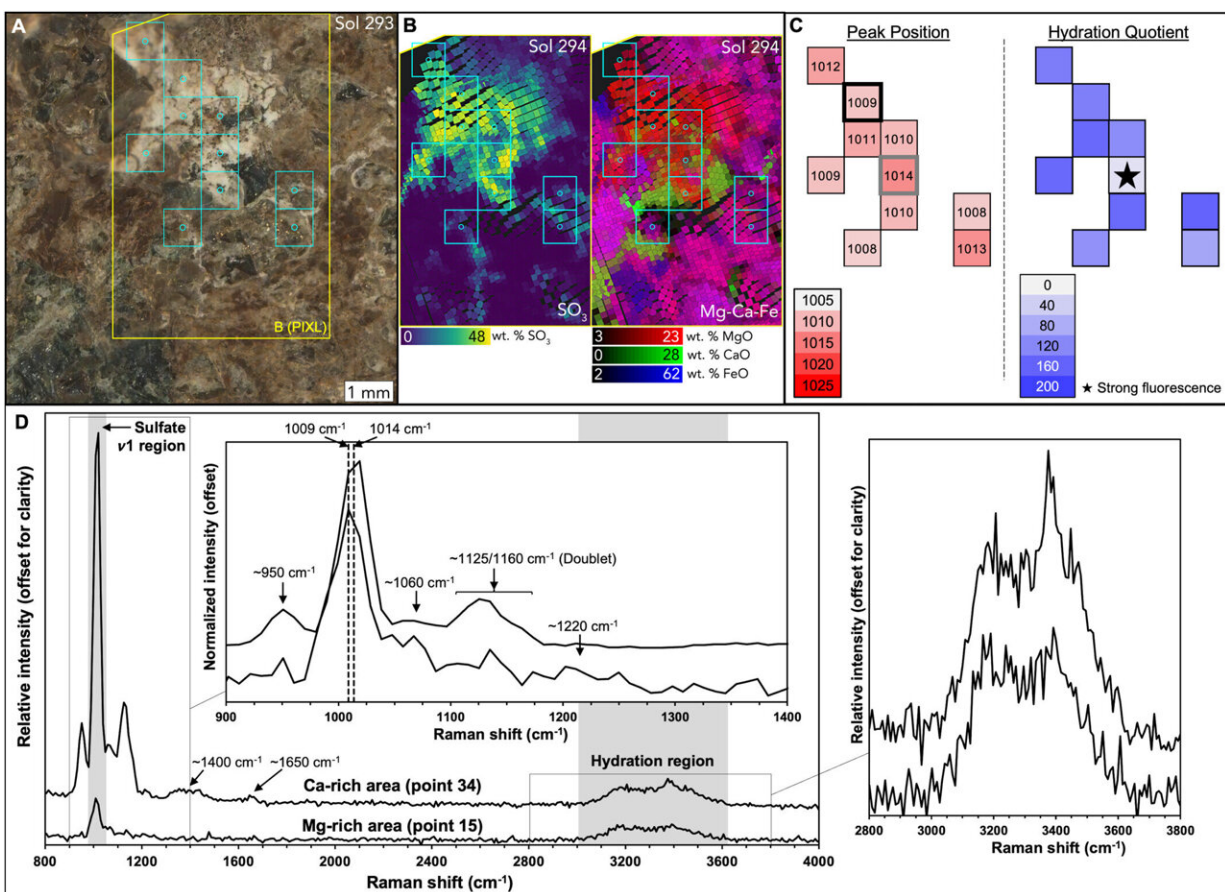 A
Sol 293
B (PIXL)
1 mm
B
Sol 294
Sol 294
SO₃
Mg-Ca-Fe
0 48 wt. % SO₃
3 23 wt. % MgO
0 28 wt. % CaO
2 62 wt. % FeO
C
Peak Position
Hydration Quotient
1012
1009
1011 1010
1009 1014
1010 1008
1008 1013
1005
1010
1015
1020
1025
0
40
80
120
160
200
★ Strong fluorescence
D
Relative intensity (offset for clarity)
Sulfate
ν1 region
~1400 cm⁻¹
~1650 cm⁻¹
Ca-rich area (point 34)
Mg-rich area (point 15)
Hydration region
800 1200 1600 2000 2400 2800 3200 3600 4000
Raman shift (cm⁻¹)
Normalized intensity (offset)
1009 cm⁻¹ 1014 cm⁻¹
~950 cm⁻¹
~1060 cm⁻¹
~1125/1160 cm⁻¹ (Doublet)
~1220 cm⁻¹
900 1000 1100 1200 1300 1400
Raman shift (cm⁻¹)
Relative intensity (offset for clarity)
2800 3000 3200 3400 3600 3800
Raman shift (cm⁻¹)